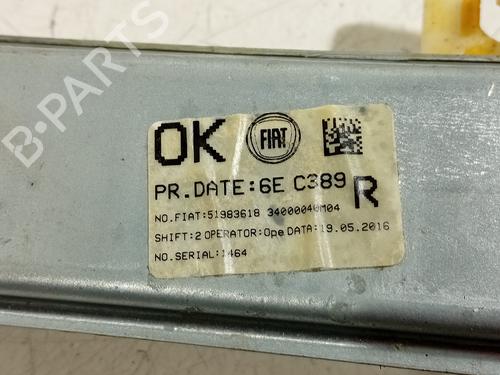 B-PARTS
OK FIAT
PR.DATE:6E C389 R
NO.FIAT:51983618 34000040M04
SHIFT:2 OPERATOR:Ope DATA:19.05.2016
NO.SERIAL:1464